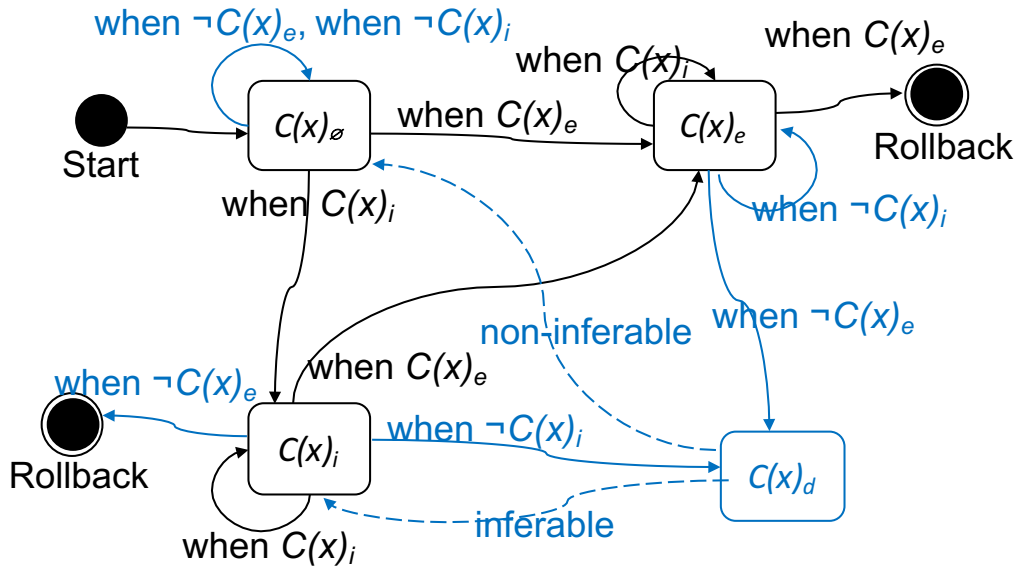 when ¬C(x)e, when ¬C(x)i
when C(x)e
when C(x)i
Start
C(x)⌀
when C(x)e
C(x)e
Rollback
when C(x)i
when ¬C(x)i
non-inferable
when ¬C(x)e
when C(x)e
when ¬C(x)e
when ¬C(x)i
Rollback
C(x)i
C(x)d
inferable
when C(x)i